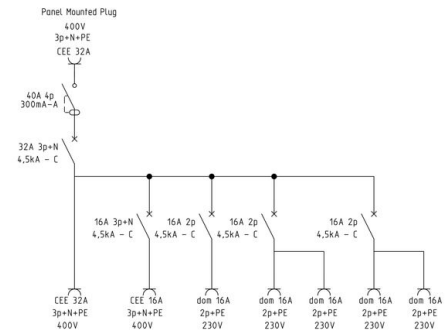 Panel Mounted Plug
400V
3p+N+PE
CEE 32A
40A 4p
300mA-A
32A 3p+N
4,5kA - C
16A 3p+N
4,5kA - C
16A 2p
4,5kA - C
16A 2p
4,5kA - C
16A 2p
4,5kA - C
CEE 32A
3p+N+PE
400V
CEE 16A
3p+N+PE
400V
dom 16A
2p+PE
230V
dom 16A
2p+PE
230V
dom 16A
2p+PE
230V
dom 16A
2p+PE
230V
dom 16A
2p+PE
230V